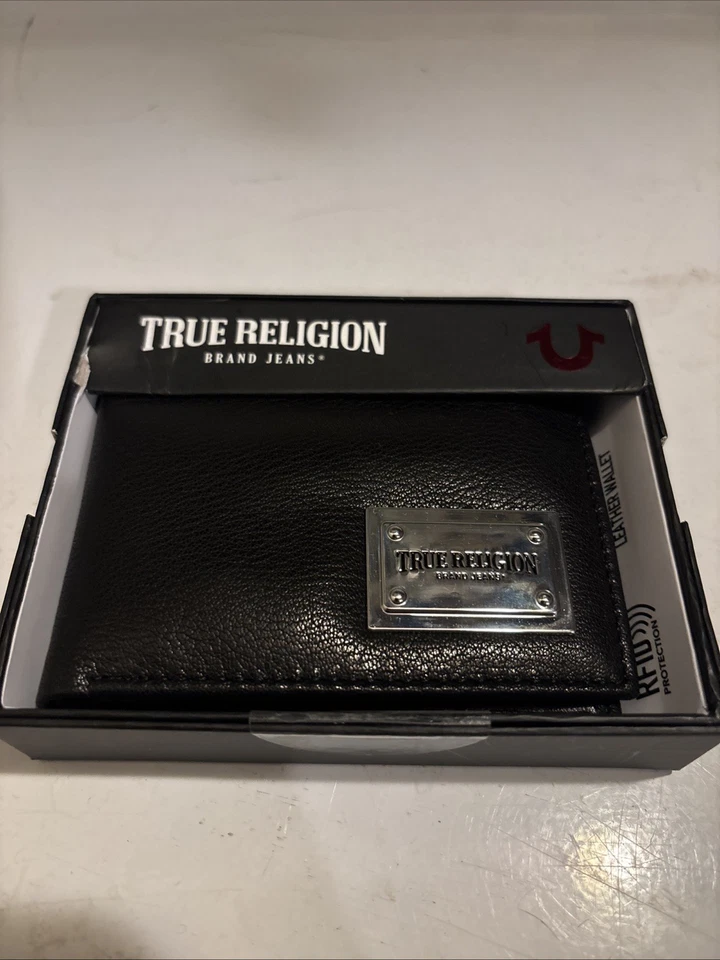 TRUE RELIGION
BRAND JEANS®
LEATHER WALLET
TRUE RELIGION
BRAND JEANS®
RFID
PROTECTION